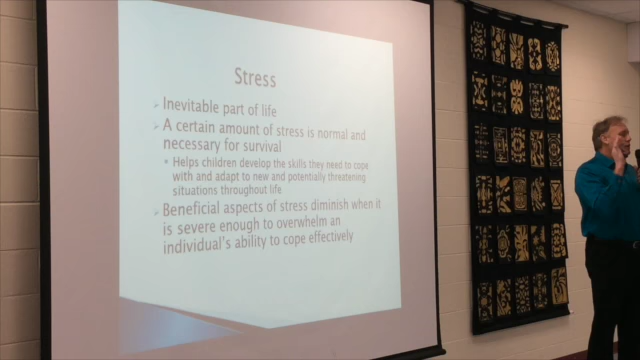 Stress
Inevitable part of life
A certain amount of stress is normal and
necessary for survival
Helps children develop the skills they need to cope
with and adapt to new and potentially threatening
situations throughout life
Beneficial aspects of stress diminish when it
is severe enough to overwhelm an
individual's ability to cope effectively